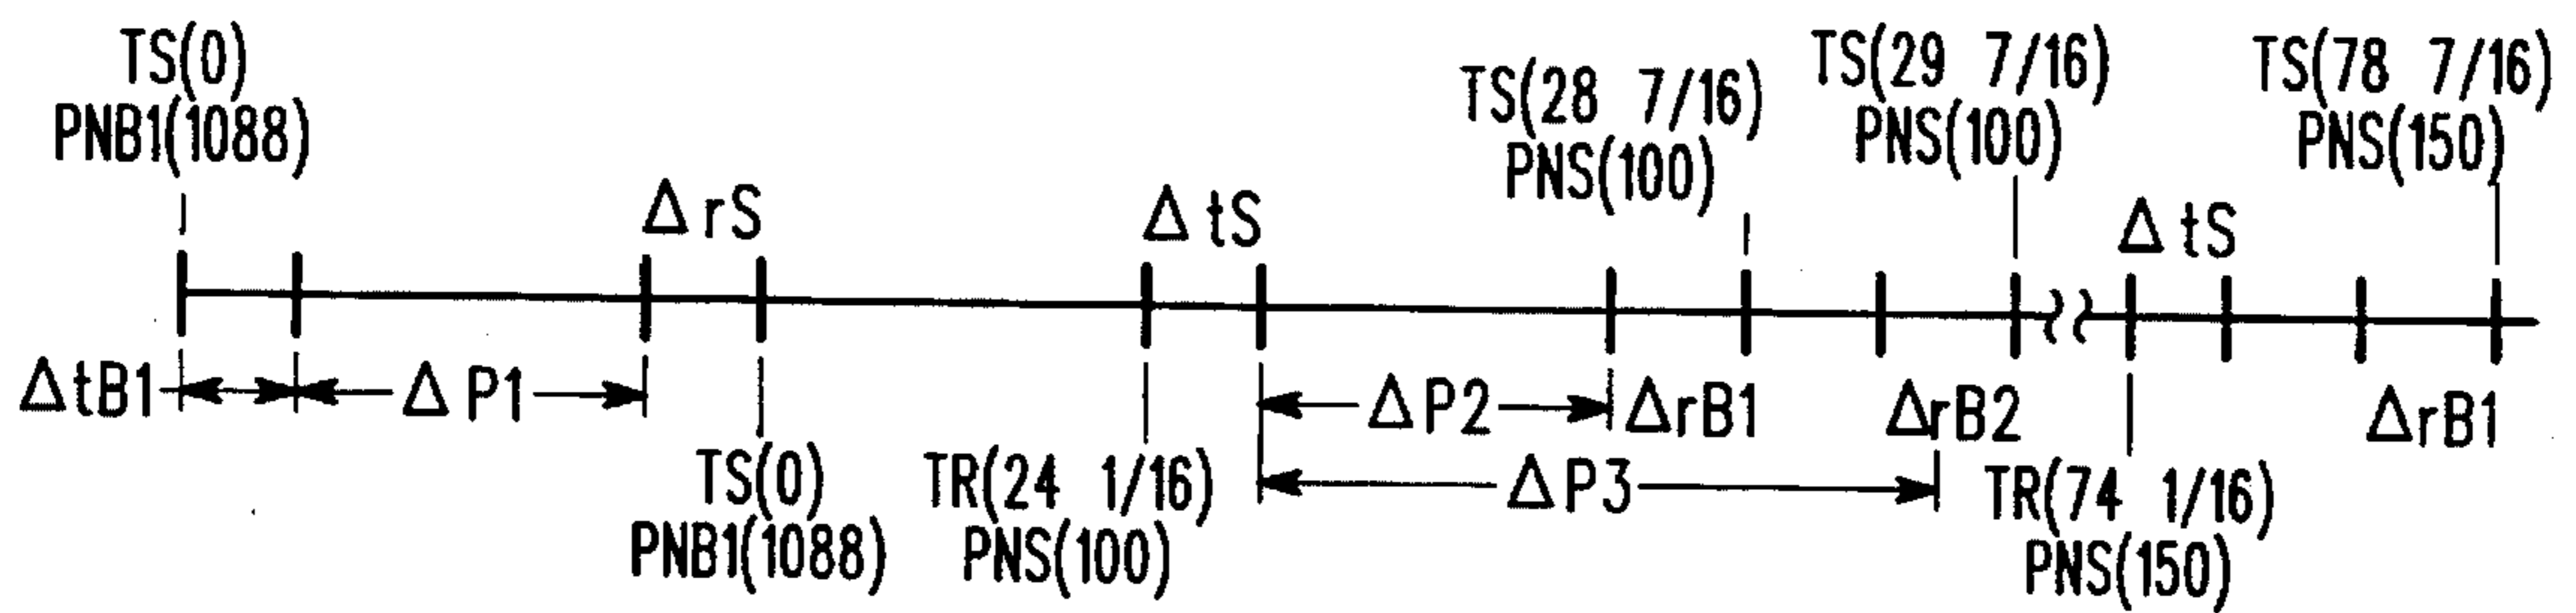 TS(0)
PNB1(1088)
ΔrS
ΔtS
TS(28 7/16)
PNS(100)
TS(29 7/16)
PNS(100)
ΔtS
TS(78 7/16)
PNS(150)
ΔtB1
ΔP1
TS(0)
PNB1(1088)
TR(24 1/16)
PNS(100)
ΔP2
ΔrB1
ΔP3
ΔrB2
TR(74 1/16)
PNS(150)
ΔrB1